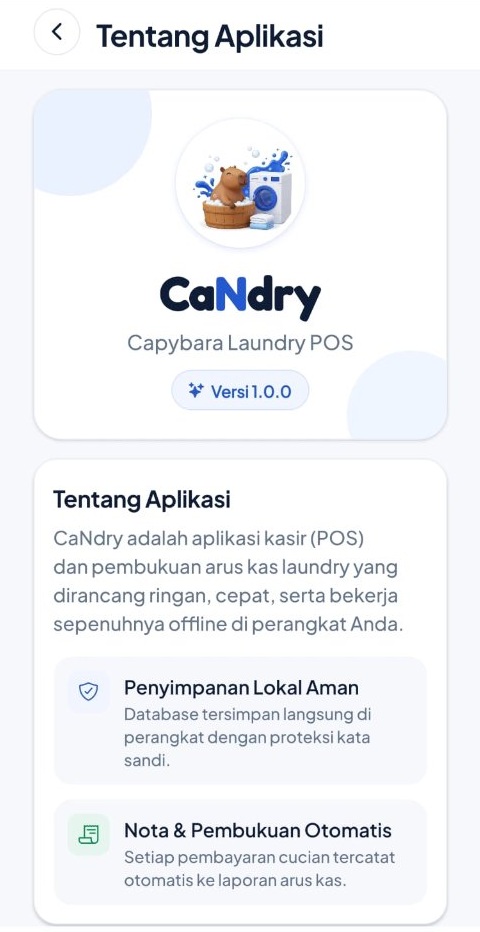 Tentang Aplikasi
CaNdry
Capybara Laundry POS
Versi 1.0.0
Tentang Aplikasi
CaNdry adalah aplikasi kasir (POS)
dan pembukuan arus kas laundry yang
dirancang ringan, cepat, serta bekerja
sepenuhnya offline di perangkat Anda.
Penyimpanan Lokal Aman
Database tersimpan langsung di
perangkat dengan proteksi kata
sandi.
Nota & Pembukuan Otomatis
Setiap pembayaran cucian tercatat
otomatis ke laporan arus kas.